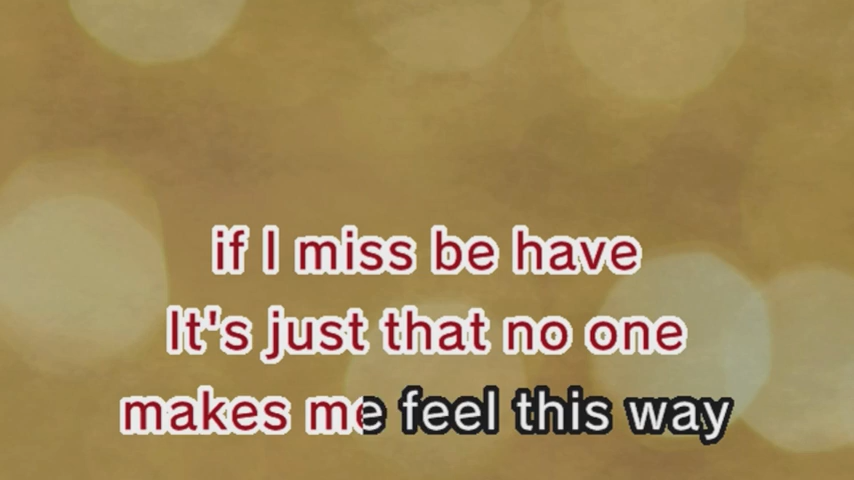 if I miss be have
It's just that no one
makes me feel this way